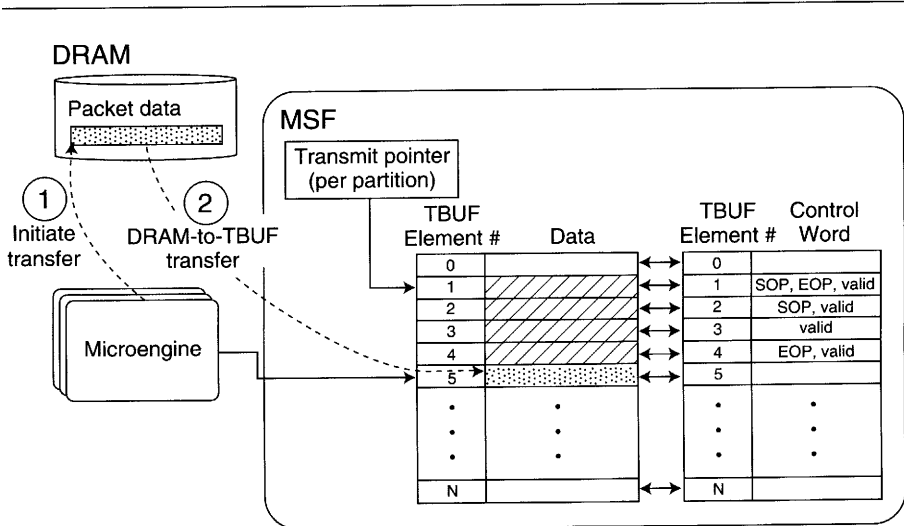 DRAM
Packet data
MSF
Transmit pointer
(per partition)
1
Initiate
transfer
2
DRAM-to-TBUF
transfer
Microengine
TBUF
Element #
Data
TBUF
Element #
Control
Word
0
0
1
1
SOP, EOP, valid
2
2
SOP, valid
3
3
valid
4
4
EOP, valid
5
5
N
N